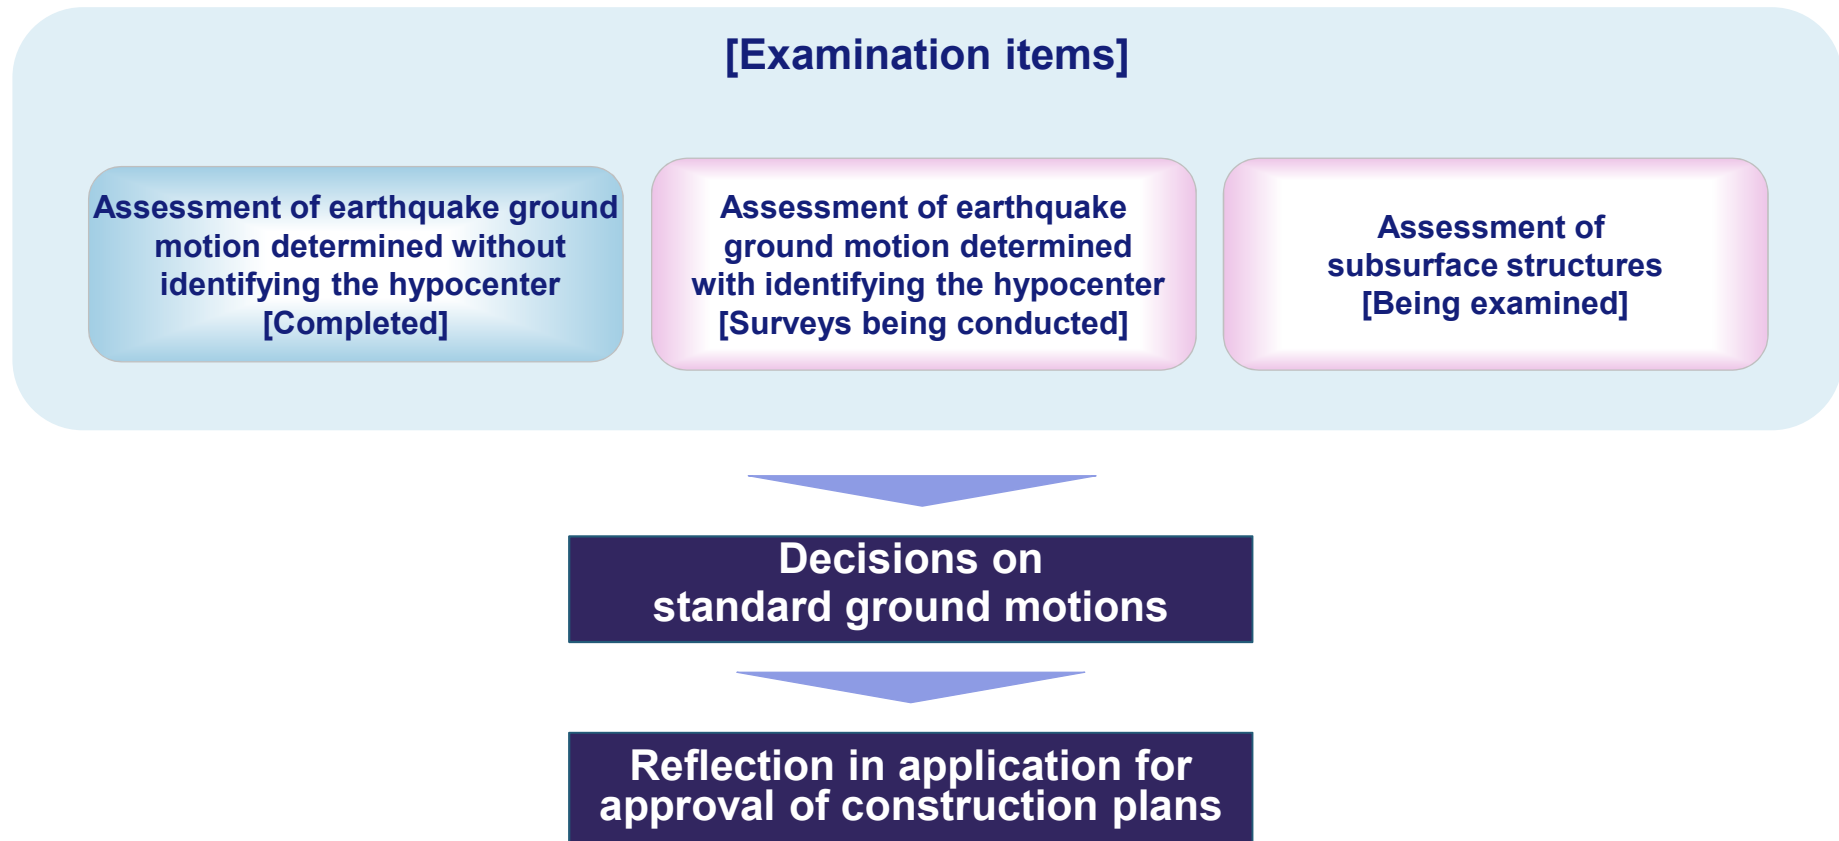 [Examination items]
Assessment of earthquake ground
motion determined without
identifying the hypocenter
[Completed]
Assessment of earthquake
ground motion determined
with identifying the hypocenter
[Surveys being conducted]
Assessment of
subsurface structures
[Being examined]
Decisions on
standard ground motions
Reflection in application for
approval of construction plans